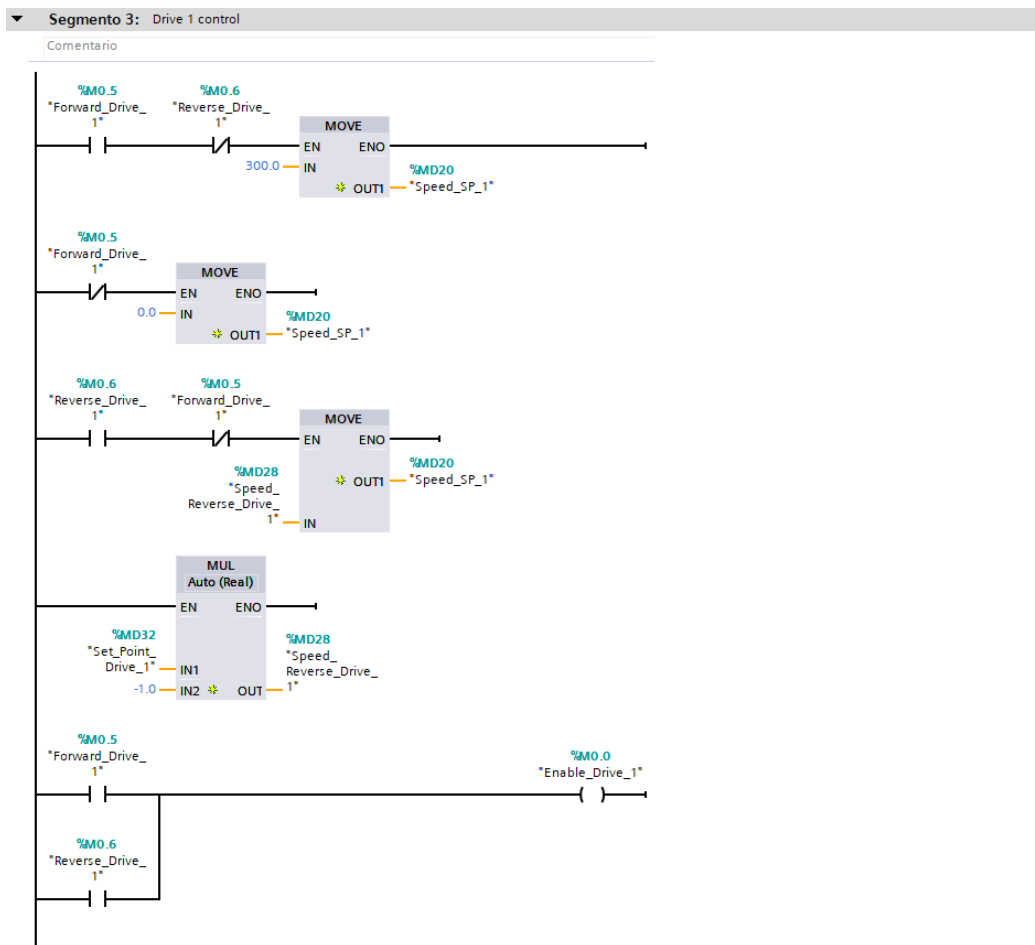 Segmento 3: Drive 1 control
Comentario
%M0.5 %M0.6
"Forward_Drive_ "Reverse_Drive_
1" 1"
MOVE
EN ENO
300.0 IN %MD20
OUT1 "Speed_SP_1"
%M0.5
"Forward_Drive_
1"
MOVE
EN ENO
0.0 IN %MD20
OUT1 "Speed_SP_1"
%M0.6 %M0.5
"Reverse_Drive_ "Forward_Drive_
1" 1"
MOVE
EN ENO
%MD20
OUT1 "Speed_SP_1"
%MD28
"Speed_
Reverse_Drive_
1" IN
MUL
Auto (Real)
EN ENO
%MD32
"Set_Point_
Drive_1" IN1
-1.0 IN2 OUT
%MD28
"Speed_
Reverse_Drive_
1"
%M0.5
"Forward_Drive_
1"
%M0.0
"Enable_Drive_1"
%M0.6
"Reverse_Drive_
1"